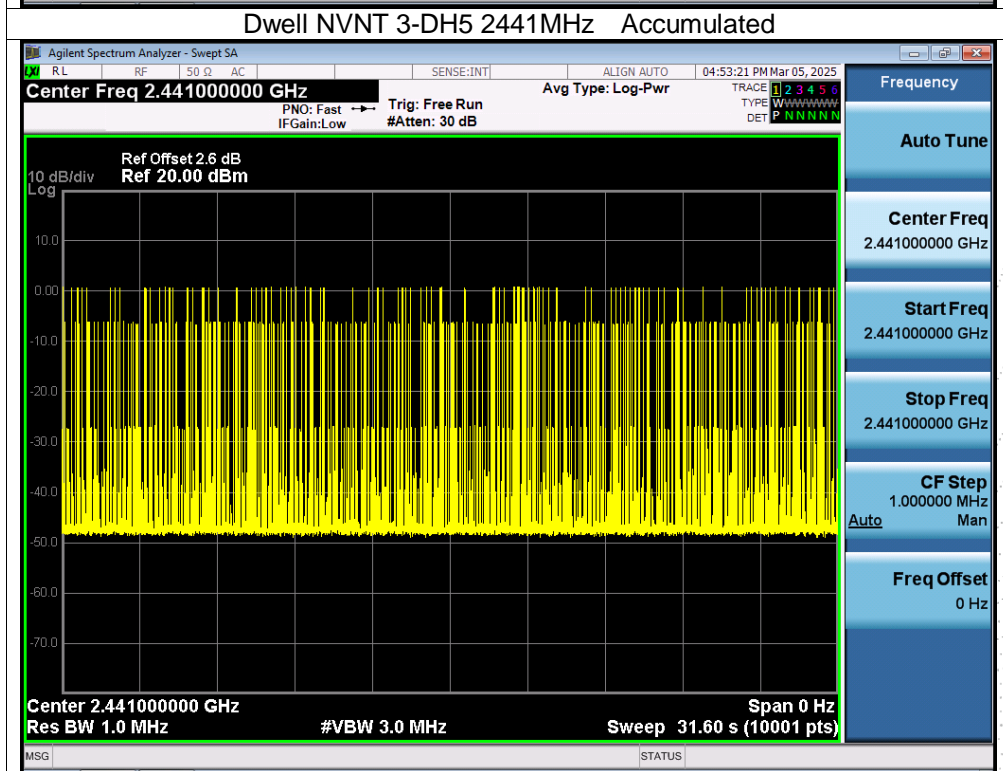 Dwell NVNT 3-DH5 2441MHz Accumulated
Agilent Spectrum Analyzer - Swept SA
LXI RL RF 50 Ω AC SENSE:INT ALIGN AUTO 04:53:21 PM Mar 05, 2025
Center Freq 2.441000000 GHz
PNO: Fast
IFGain:Low
Trig: Free Run
#Atten: 30 dB
Avg Type: Log-Pwr
TRACE 1 2 3 4 5 6
TYPE WWWWWWW
DET P N N N N N
Ref Offset 2.6 dB
10 dB/div Ref 20.00 dBm
Log
10.0
0.00
-10.0
-20.0
-30.0
-40.0
-50.0
-60.0
-70.0
Center 2.441000000 GHz Span 0 Hz
Res BW 1.0 MHz #VBW 3.0 MHz Sweep 31.60 s (10001 pts)
MSG STATUS
Frequency
Auto Tune
Center Freq
2.441000000 GHz
Start Freq
2.441000000 GHz
Stop Freq
2.441000000 GHz
CF Step
1.000000 MHz
Auto Man
Freq Offset
0 Hz